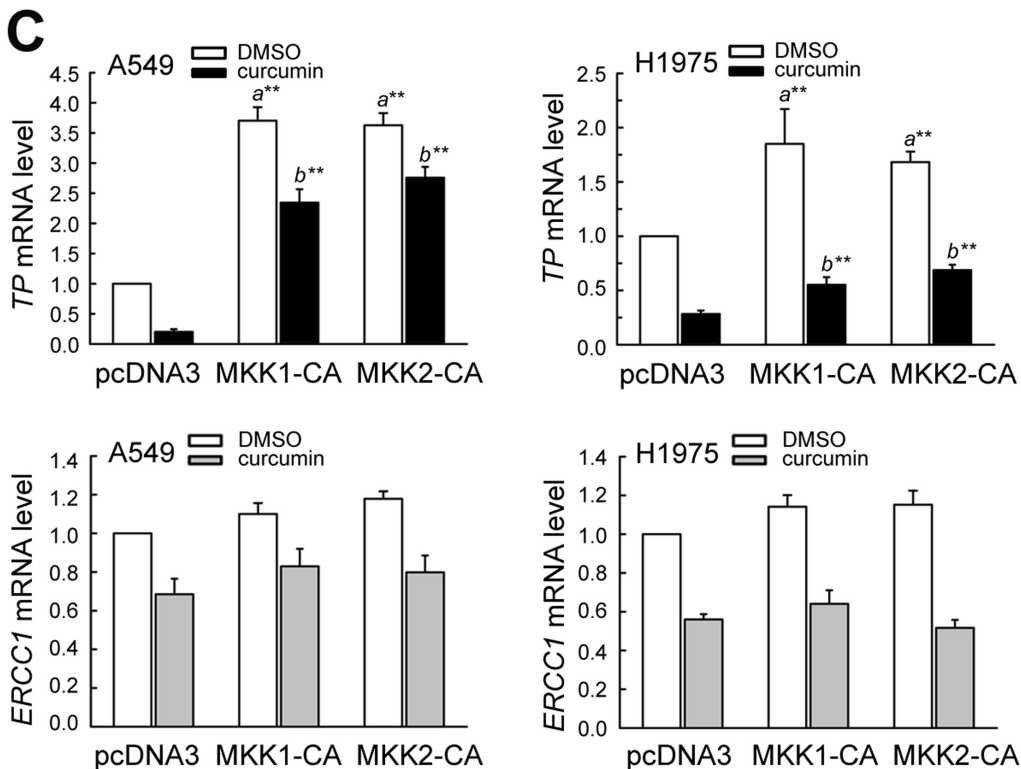 C
A549
DMSO
curcumin
TP mRNA level
4.5
4.0
3.5
3.0
2.5
2.0
1.5
1.0
0.5
0.0
a**
b**
a**
b**
pcDNA3 MKK1-CA MKK2-CA
H1975
DMSO
curcumin
TP mRNA level
2.5
2.0
1.5
1.0
0.5
0.0
a**
b**
a**
b**
pcDNA3 MKK1-CA MKK2-CA
A549
DMSO
curcumin
ERCC1 mRNA level
1.4
1.2
1.0
0.8
0.6
0.4
0.2
0.0
pcDNA3 MKK1-CA MKK2-CA
H1975
DMSO
curcumin
ERCC1 mRNA level
1.4
1.2
1.0
0.8
0.6
0.4
0.2
0.0
pcDNA3 MKK1-CA MKK2-CA